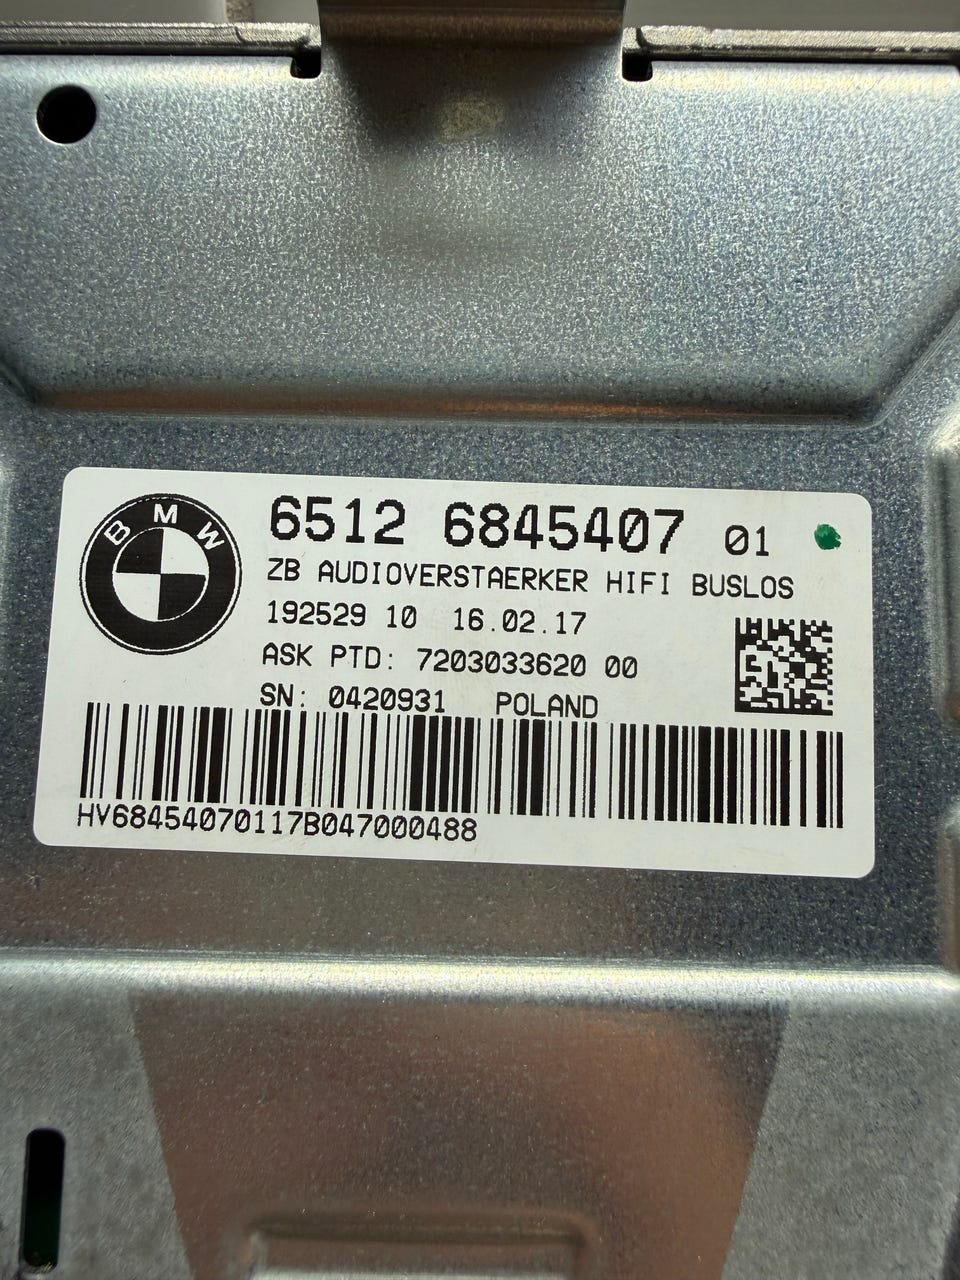 BMW
6512 6845407 01
ZB AUDIOVERSTAERKER HIFI BUSLOS
192529 10 16.02.17
ASK PTD: 7203033620 00
SN: 0420931 POLAND
HV68454070117B047000488